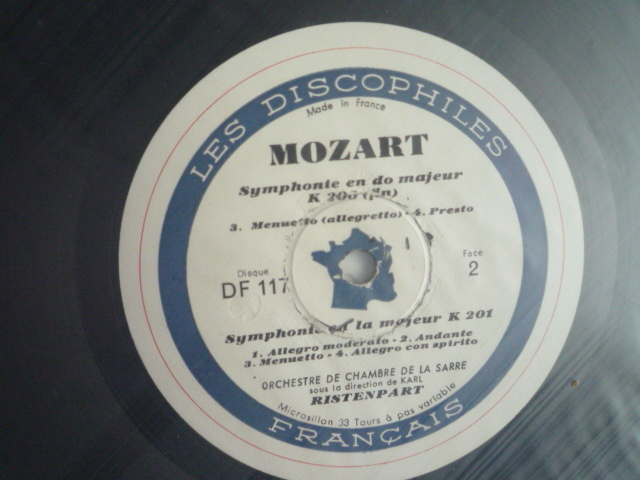 LES DISCOPHILES
Made in France
MOZART
Symphonie en do majeur
K 200 (fin)
3. Menuetto (allegretto) - 4. Presto
Disque
DF 117
Face
2
Symphonie en la majeur K 201
1. Allegro moderato - 2. Andante
3. Menuetto - 4. Allegro con spirito
ORCHESTRE DE CHAMBRE DE LA SARRE
sous la direction de KARL
RISTENPART
Microsillon 33 Tours à pas variable
FRANÇAIS